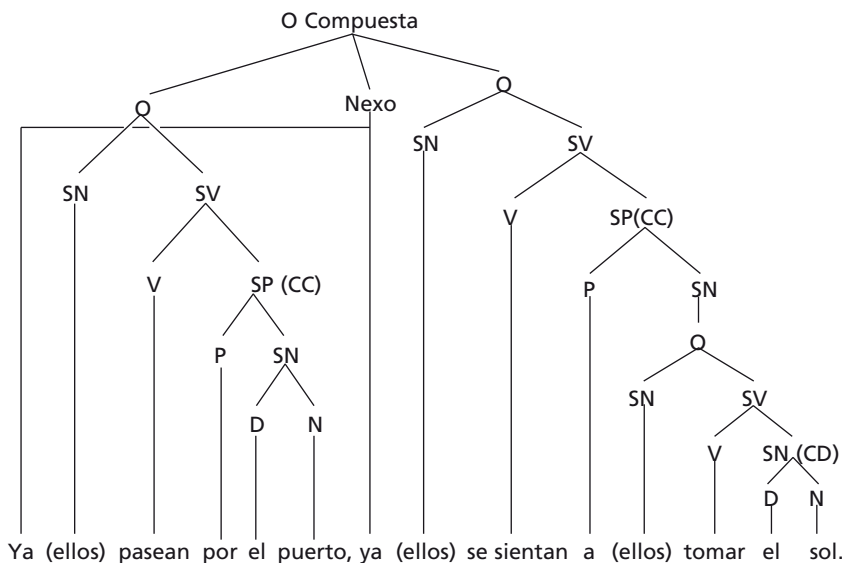 O Compuesta
O Nexo O
SN SV
SN SV
V SP(CC)
V SP (CC) P SN
P SN O
SN SV
D N V SN (CD)
D N
Ya (ellos) pasean por el puerto, ya (ellos) se sientan a (ellos) tomar el sol.